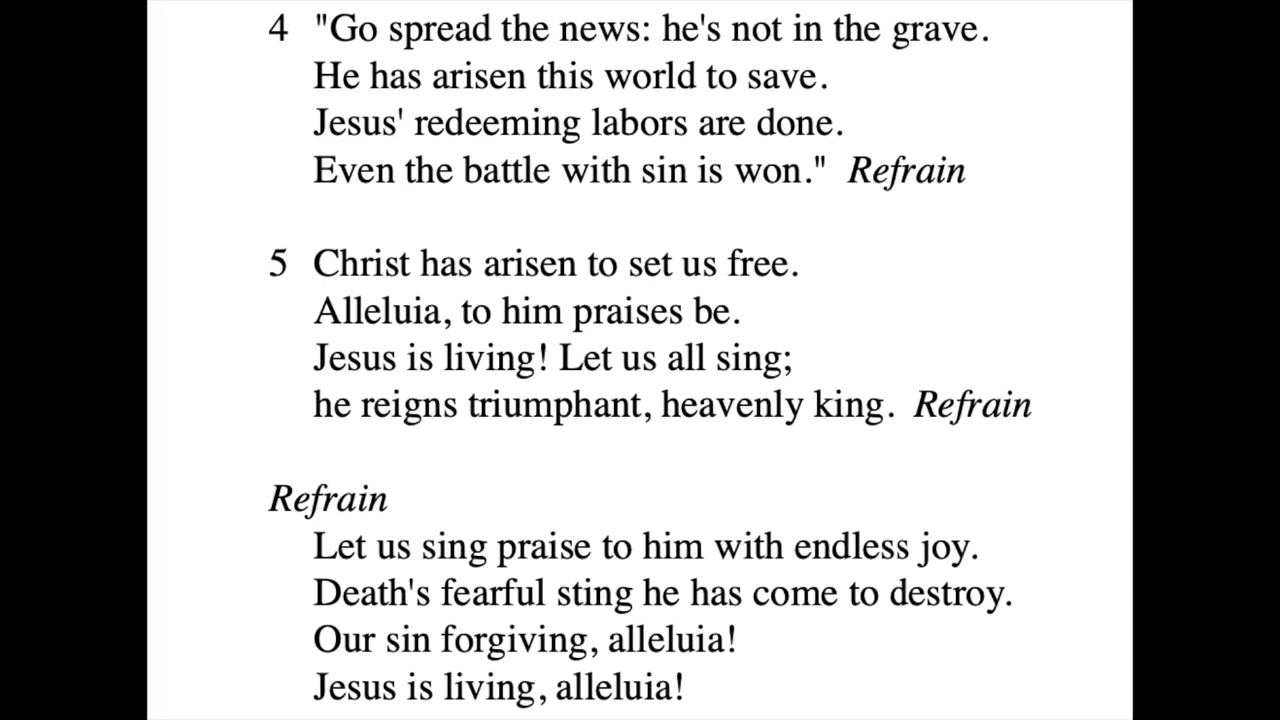 4 "Go spread the news: he's not in the grave.
He has arisen this world to save.
Jesus' redeeming labors are done.
Even the battle with sin is won." Refrain
5 Christ has arisen to set us free.
Alleluia, to him praises be.
Jesus is living! Let us all sing;
he reigns triumphant, heavenly king. Refrain
Refrain
Let us sing praise to him with endless joy.
Death's fearful sting he has come to destroy.
Our sin forgiving, alleluia!
Jesus is living, alleluia!